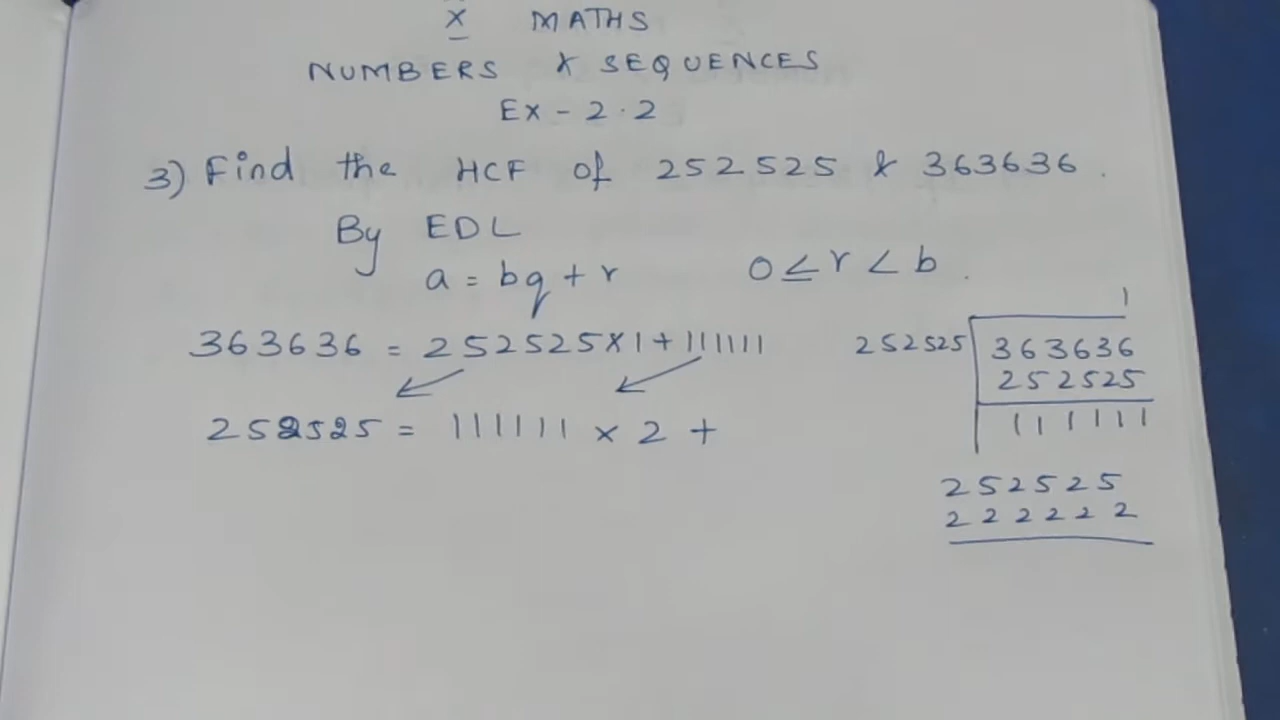 X MATHS
NUMBERS & SEQUENCES
Ex - 2.2
3) Find the HCF of 252525 & 363636.
By EDL
a = bq + r 0 ≤ r < b.
363636 = 252525 × 1 + 111111
252525 = 111111 × 2 +
1
252525 363636
252525
111111
252525
222222